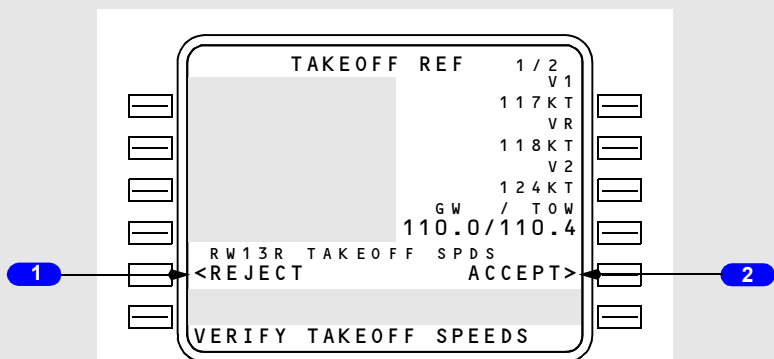 TAKEOFF REF 1/2
V1
117KT
VR
118KT
V2
124KT
GW / TOW
110.0/110.4
RW13R TAKEOFF SPDS
1 <REJECT ACCEPT> 2
VERIFY TAKEOFF SPEEDS